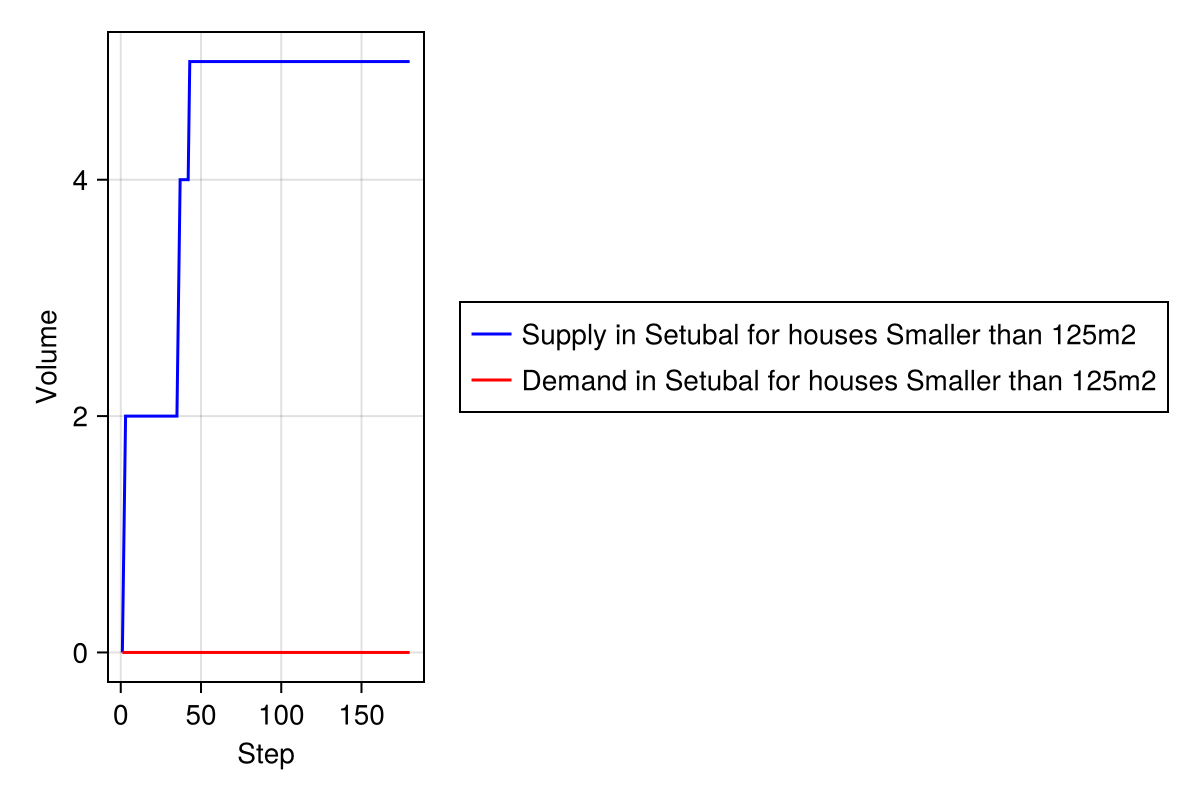 Volume
4
2
0
0 50 100 150
Step
Supply in Setubal for houses Smaller than 125m2
Demand in Setubal for houses Smaller than 125m2